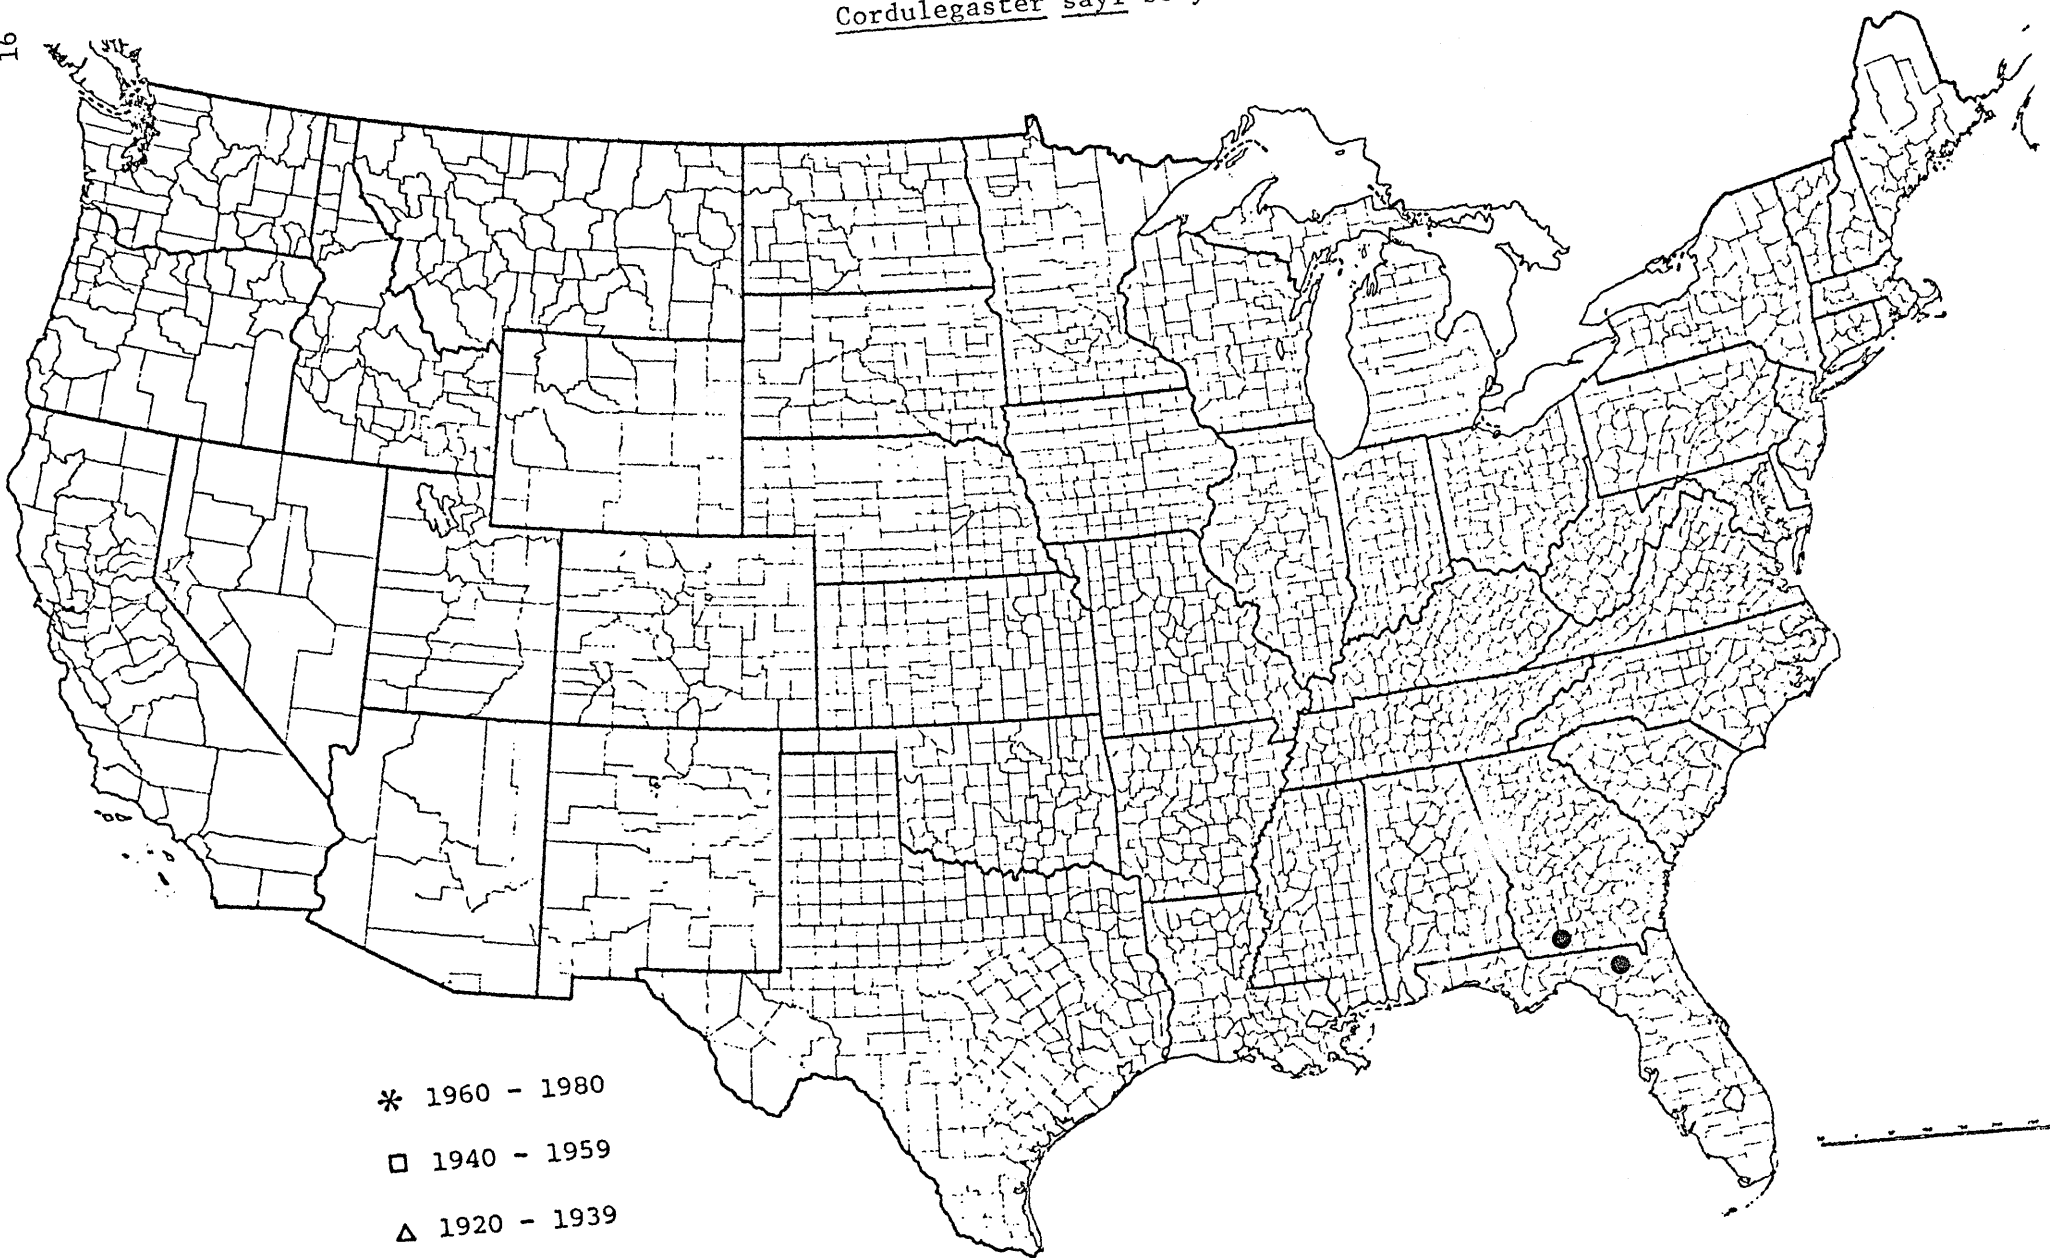 16
Cordulegaster sayi
* 1960 - 1980
□ 1940 - 1959
△ 1920 - 1939